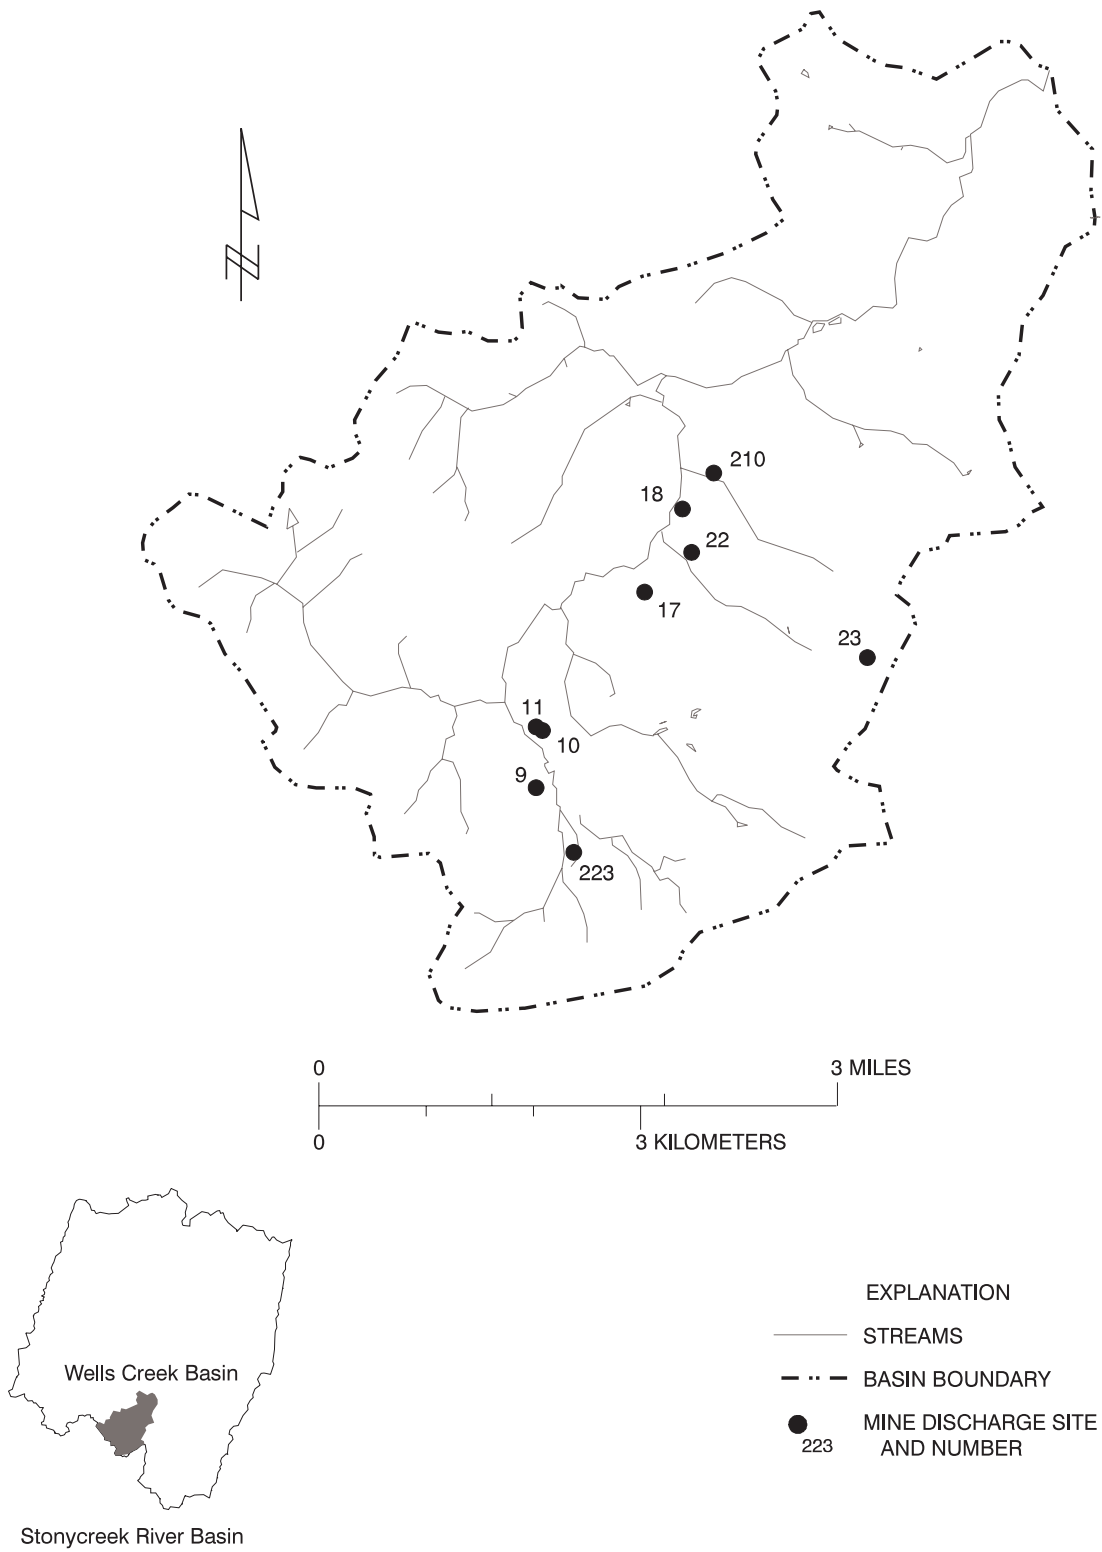 210
18
22
17
23
11
10
9
223
0 3 MILES
0 3 KILOMETERS
EXPLANATION
STREAMS
Wells Creek Basin
BASIN BOUNDARY
MINE DISCHARGE SITE
223 AND NUMBER
Stonycreek River Basin
N